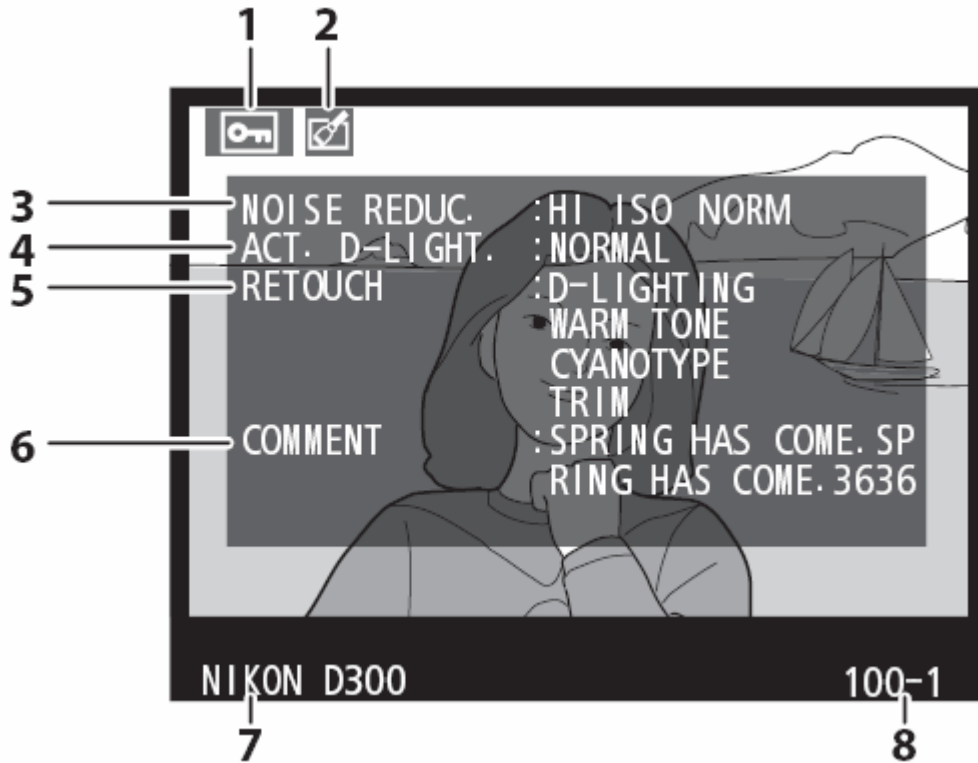 1 2
3 NOISE REDUC. :HI ISO NORM
4 ACT. D-LIGHT. :NORMAL
5 RETOUCH :D-LIGHTING
WARM TONE
CYANOTYPE
TRIM
6 COMMENT :SPRING HAS COME. SP
RING HAS COME. 3636
NIKON D300 100-1
7 8